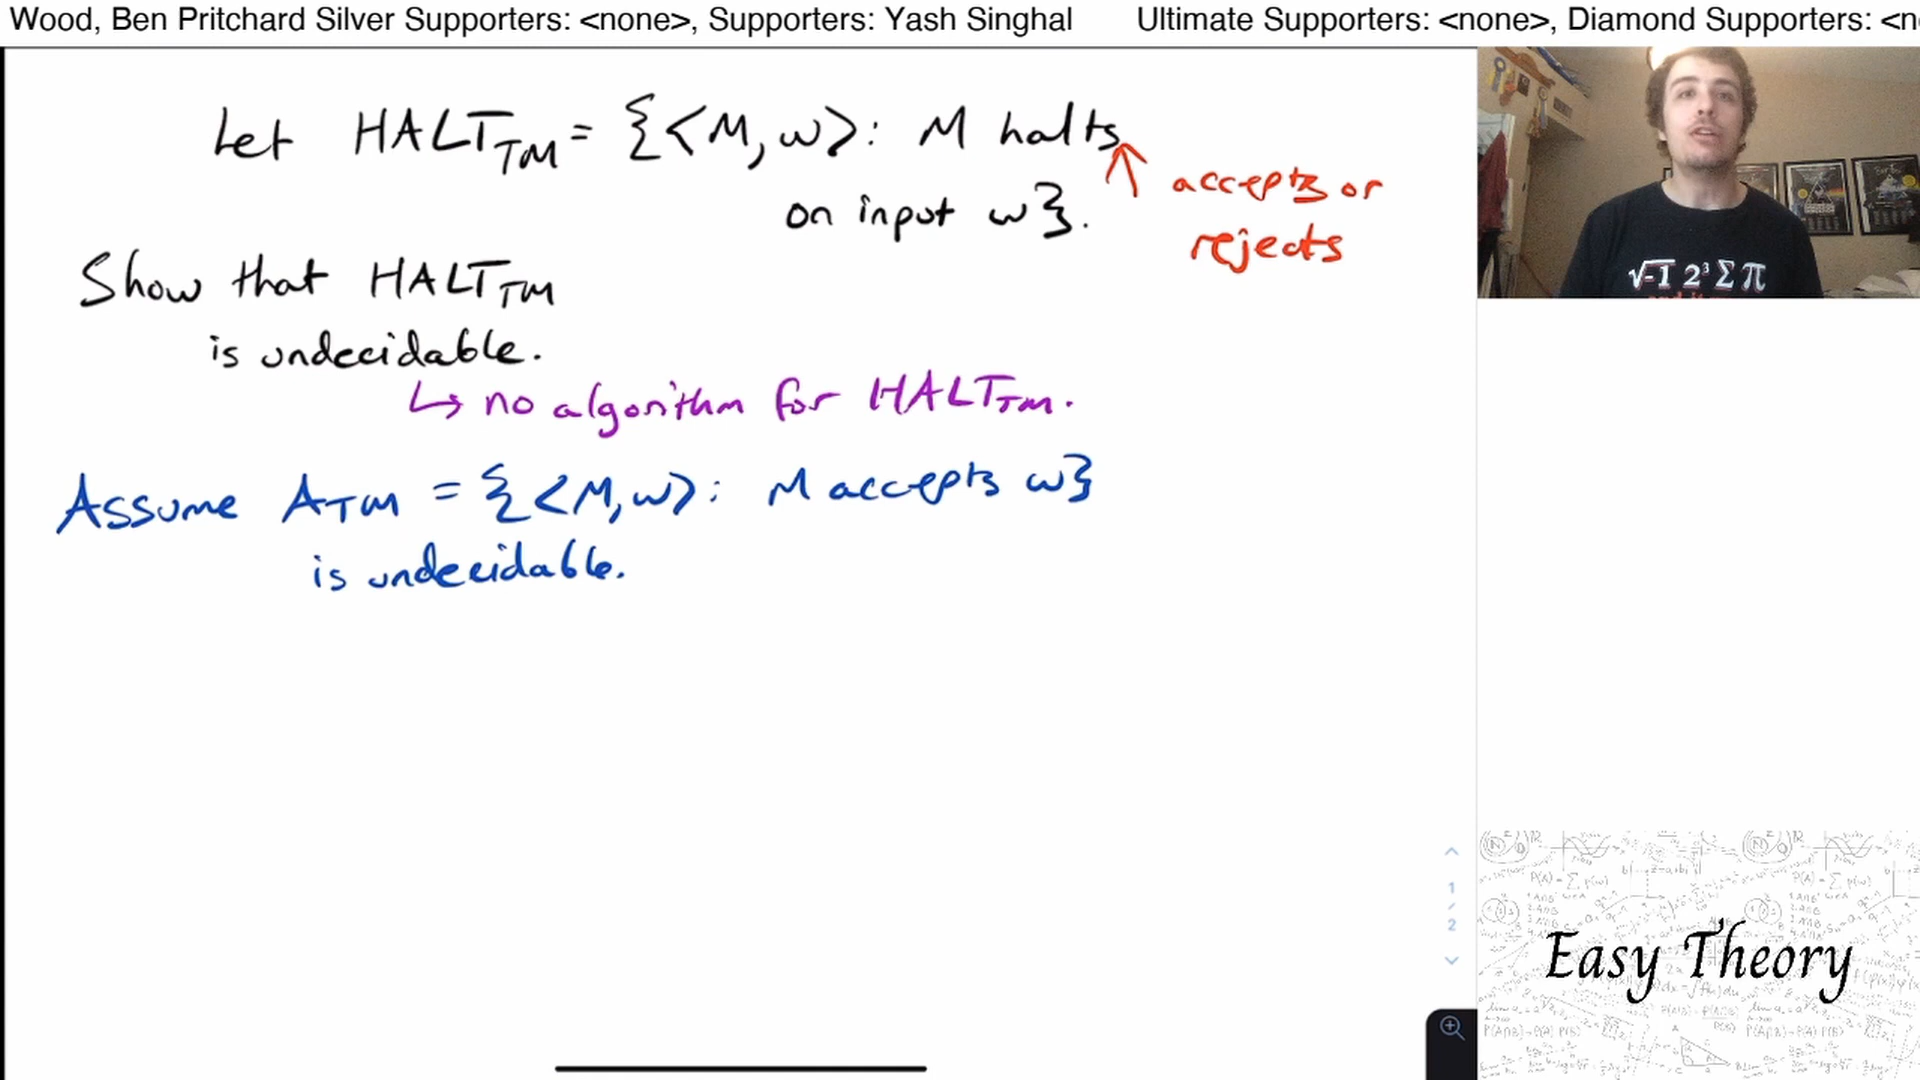 Wood, Ben Pritchard Silver Supporters: <none>, Supporters: Yash Singhal Ultimate Supporters: <none>, Diamond Supporters: <n
Let HALT_TM = {<M, w>: M halts
on input w}.
accepts or
rejects
Show that HALT_TM
is undecidable.
↳ no algorithm for HALT_TM.
Assume A_TM = {<M, w>: M accepts w}
is undecidable.
√-1 2³ Σ π
1
2
Easy Theory